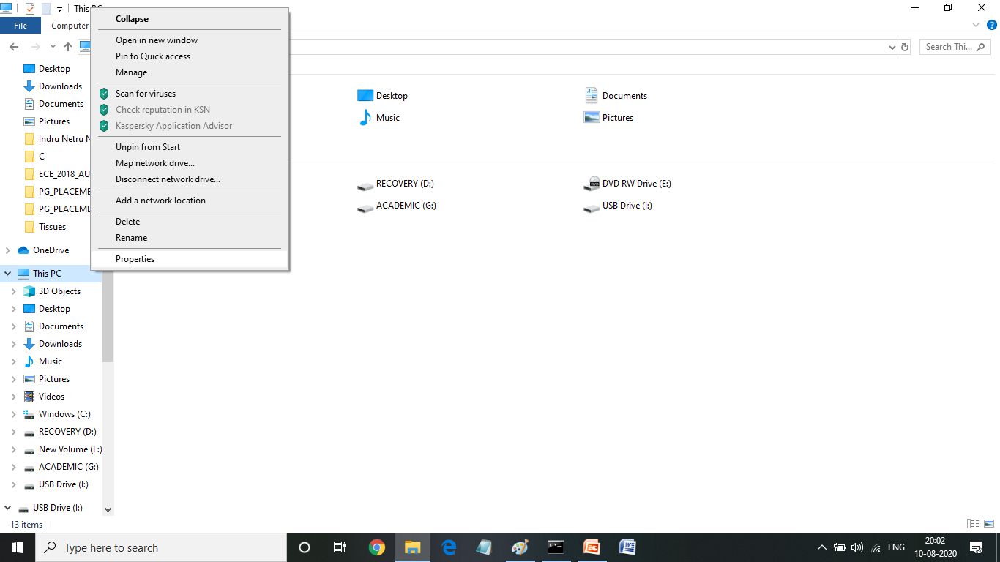 This P
File
Computer
Search Thi...
Collapse
Open in new window
Pin to Quick access
Manage
Scan for viruses
Check reputation in KSN
Kaspersky Application Advisor
Unpin from Start
Map network drive...
Disconnect network drive...
Add a network location
Delete
Rename
Properties
Desktop
Downloads
Documents
Pictures
Indru Netru N
C
ECE_2018_AU
PG_PLACEME
PG_PLACEME
Tissues
OneDrive
This PC
3D Objects
Desktop
Documents
Downloads
Music
Pictures
Videos
Windows (C:)
RECOVERY (D:)
New Volume (F:)
ACADEMIC (G:)
USB Drive (I:)
USB Drive (I:)
Desktop
Documents
Music
Pictures
RECOVERY (D:)
DVD RW Drive (E:)
ACADEMIC (G:)
USB Drive (I:)
13 items
Type here to search
ENG
20:02
10-08-2020